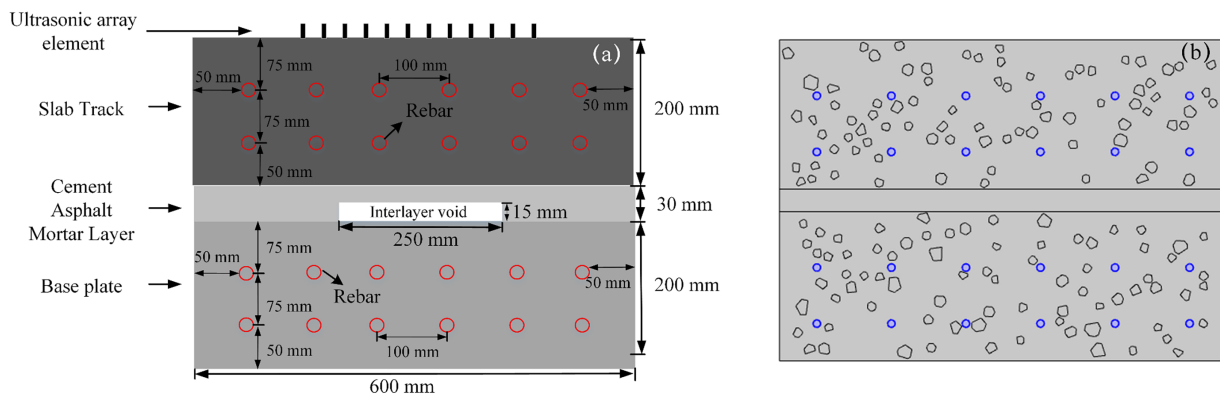 Ultrasonic array
element
(a)
75 mm
50 mm
100 mm
50 mm
Slab Track
Rebar
75 mm
200 mm
50 mm
Cement
Asphalt
Mortar Layer
Interlayer void
15 mm
30 mm
250 mm
75 mm
50 mm
50 mm
Base plate
Rebar
200 mm
75 mm
100 mm
50 mm
600 mm
(b)